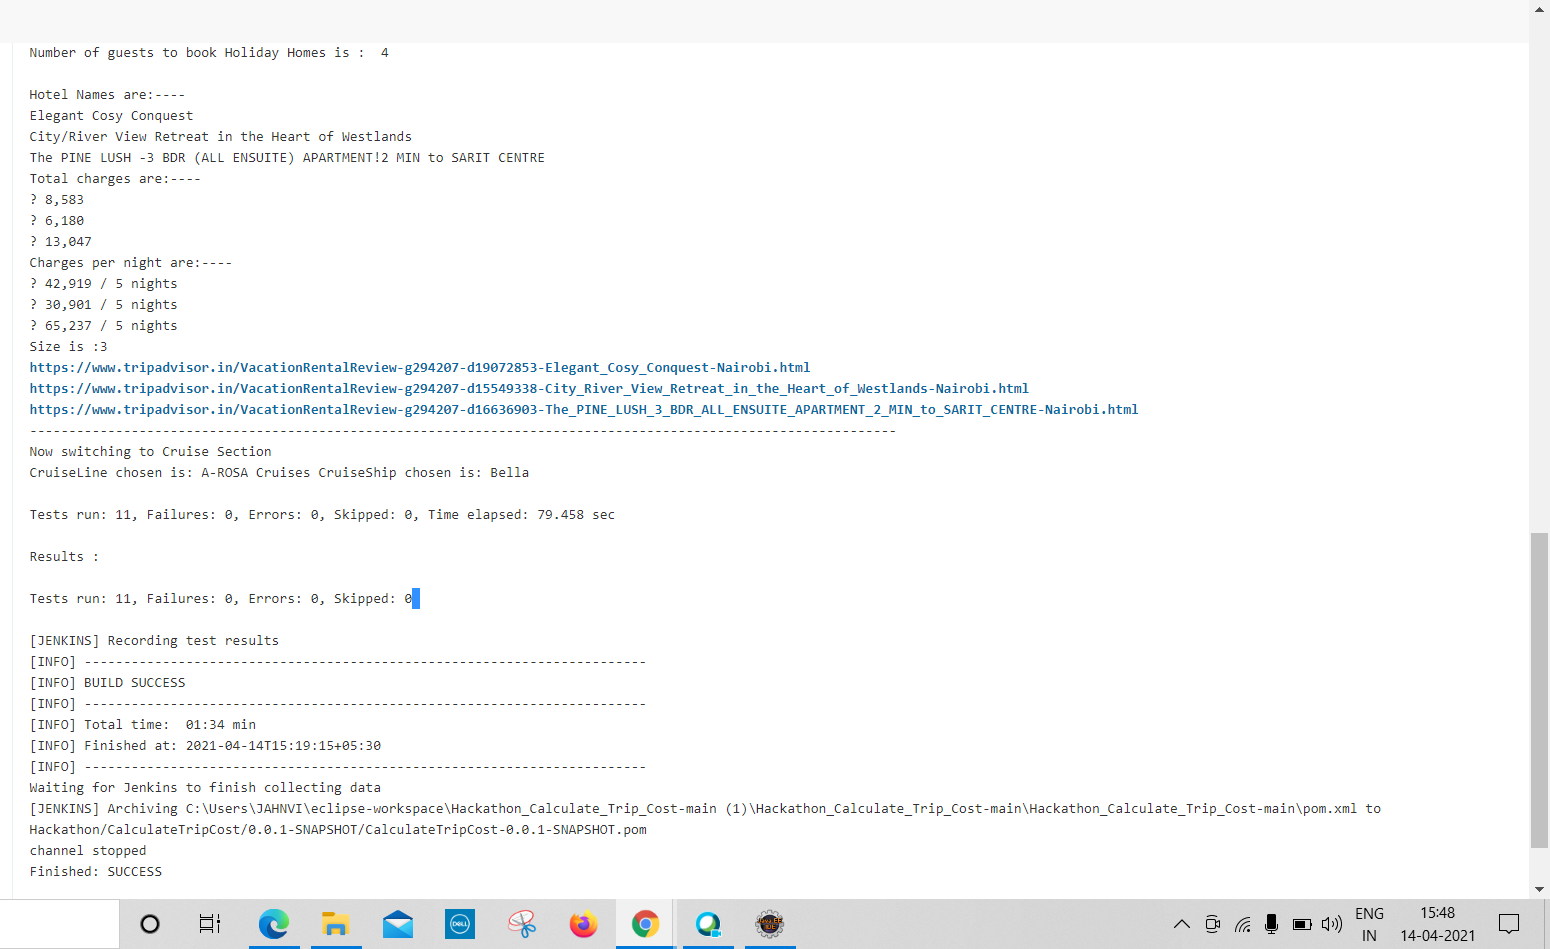 Number of guests to book Holiday Homes is :  4
Hotel Names are:----
Elegant Cosy Conquest
City/River View Retreat in the Heart of Westlands
The PINE LUSH -3 BDR (ALL ENSUITE) APARTMENT!2 MIN to SARIT CENTRE
Total charges are:----
? 8,583
? 6,180
? 13,047
Charges per night are:----
? 42,919 / 5 nights
? 30,901 / 5 nights
? 65,237 / 5 nights
Size is :3
https://www.tripadvisor.in/VacationRentalReview-g294207-d19072853-Elegant_Cosy_Conquest-Nairobi.html
https://www.tripadvisor.in/VacationRentalReview-g294207-d15549338-City_River_View_Retreat_in_the_Heart_of_Westlands-Nairobi.html
https://www.tripadvisor.in/VacationRentalReview-g294207-d16636903-The_PINE_LUSH_3_BDR_ALL_ENSUITE_APARTMENT_2_MIN_to_SARIT_CENTRE-Nairobi.html
---------------------------------------------------------------------------------------------------------------
Now switching to Cruise Section
CruiseLine chosen is: A-ROSA Cruises CruiseShip chosen is: Bella
Tests run: 11, Failures: 0, Errors: 0, Skipped: 0, Time elapsed: 79.458 sec
Results :
Tests run: 11, Failures: 0, Errors: 0, Skipped: 0
[JENKINS] Recording test results
[INFO] ------------------------------------------------------------------------
[INFO] BUILD SUCCESS
[INFO] ------------------------------------------------------------------------
[INFO] Total time:  01:34 min
[INFO] Finished at: 2021-04-14T15:19:15+05:30
[INFO] ------------------------------------------------------------------------
Waiting for Jenkins to finish collecting data
[JENKINS] Archiving C:\Users\JAHNVI\eclipse-workspace\Hackathon_Calculate_Trip_Cost-main (1)\Hackathon_Calculate_Trip_Cost-main\Hackathon_Calculate_Trip_Cost-main\pom.xml to
Hackathon/CalculateTripCost/0.0.1-SNAPSHOT/CalculateTripCost-0.0.1-SNAPSHOT.pom
channel stopped
Finished: SUCCESS
DELL
ENG
IN
15:48
14-04-2021